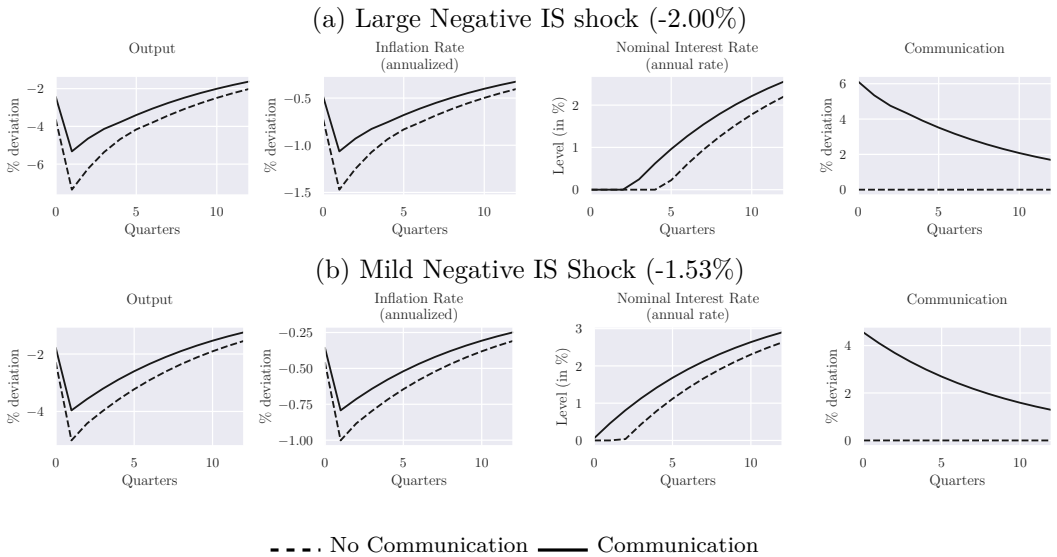 (a) Large Negative IS shock (-2.00%)
Output
Inflation Rate
(annualized)
Nominal Interest Rate
(annual rate)
Communication
% deviation
−2
−4
−6
0 5 10
Quarters
% deviation
−0.5
−1.0
−1.5
0 5 10
Quarters
Level (in %)
2
1
0
0 5 10
Quarters
% deviation
6
4
2
0
0 5 10
Quarters
(b) Mild Negative IS Shock (-1.53%)
Output
Inflation Rate
(annualized)
Nominal Interest Rate
(annual rate)
Communication
% deviation
−2
−4
0 5 10
Quarters
% deviation
−0.25
−0.50
−0.75
−1.00
0 5 10
Quarters
Level (in %)
3
2
1
0
0 5 10
Quarters
% deviation
4
2
0
0 5 10
Quarters
No Communication Communication